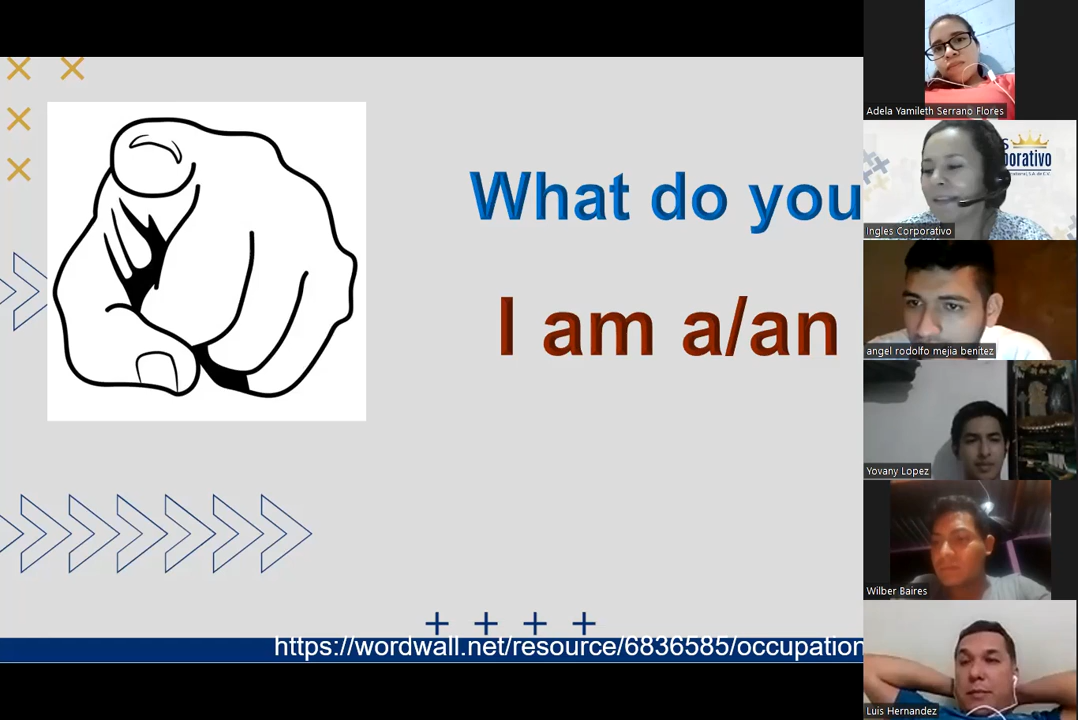 What do you
I am a/an
https://wordwall.net/resource/6836585/occupation
Adela Yamileth Serrano Flores
Ingles Corporativo
angel rodolfo mejia benitez
Yovany Lopez
Wilber Baires
Luis Hernandez